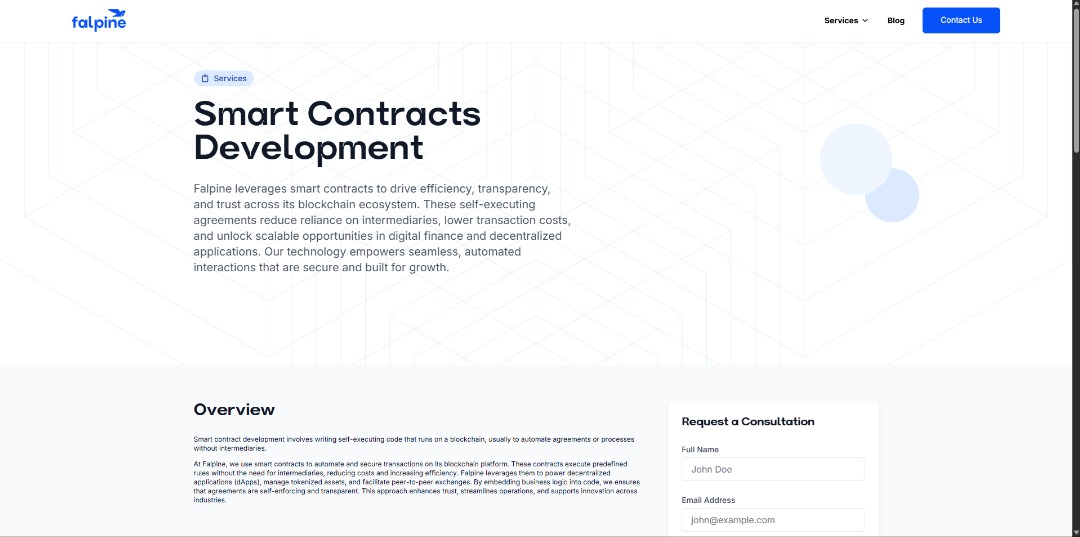 falpine
Services
Blog
Contact Us
Services
Smart Contracts
Development
Falpine leverages smart contracts to drive efficiency, transparency,
and trust across its blockchain ecosystem. These self-executing
agreements reduce reliance on intermediaries, lower transaction costs,
and unlock scalable opportunities in digital finance and decentralized
applications. Our technology empowers seamless, automated
interactions that are secure and built for growth.
Overview
Smart contract development involves writing self-executing code that runs on a blockchain, usually to automate agreements or processes
without intermediaries.
At Falpine, we use smart contracts to automate and secure transactions on its blockchain platform. These contracts execute predefined
rules without the need for intermediaries, reducing costs and increasing efficiency. Falpine leverages them to power decentralized
applications (dApps), manage tokenized assets, and facilitate peer-to-peer exchanges. By embedding business logic into code, we ensures
that agreements are self-enforcing and transparent. This approach enhances trust, streamlines operations, and supports innovation across
industries.
Request a Consultation
Full Name
John Doe
Email Address
john@example.com